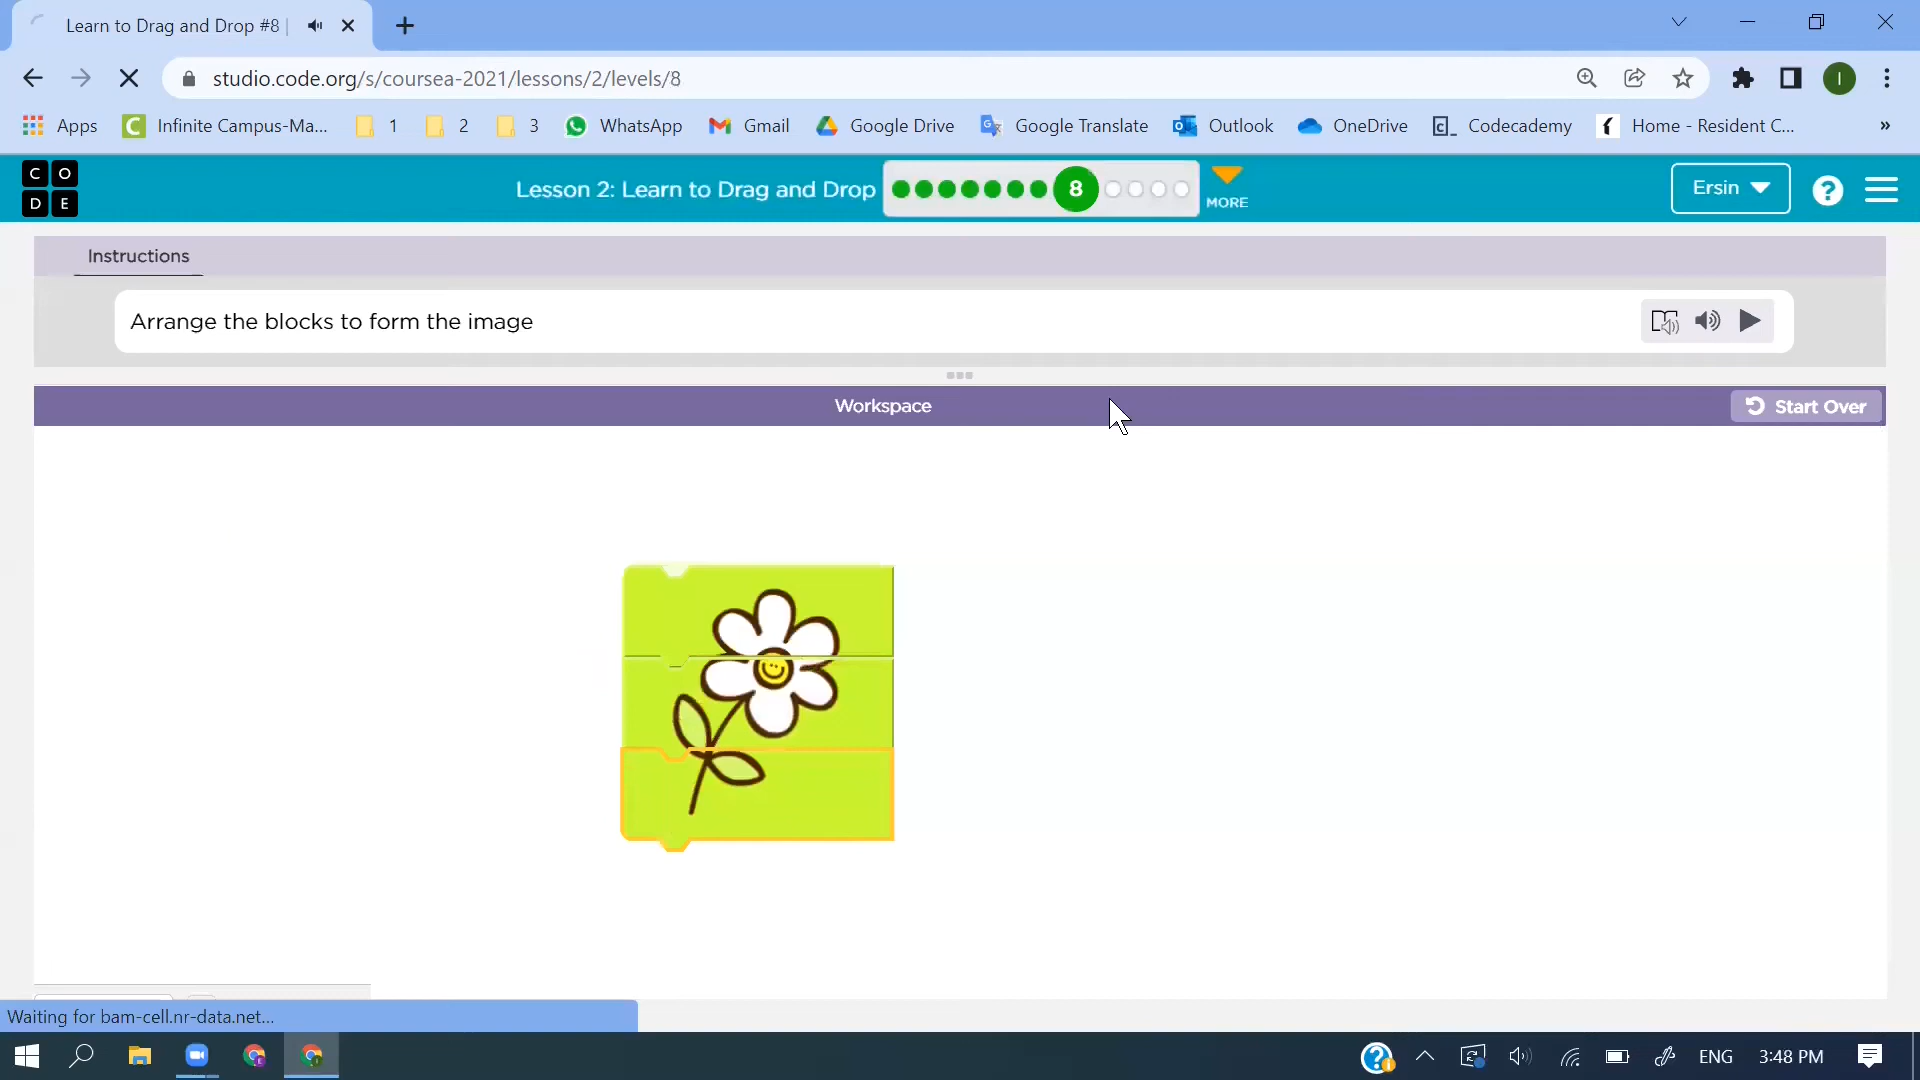 Learn to Drag and Drop #8 |
studio.code.org/s/coursea-2021/lessons/2/levels/8
I
Apps
Infinite Campus-Ma...
1
2
3
WhatsApp
Gmail
Google Drive
Google Translate
Outlook
OneDrive
Codecademy
Home - Resident C...
»
C O
D E
Lesson 2: Learn to Drag and Drop
8
MORE
Ersin
?
Instructions
Arrange the blocks to form the image
Workspace
Start Over
Waiting for bam-cell.nr-data.net...
ENG
3:48 PM